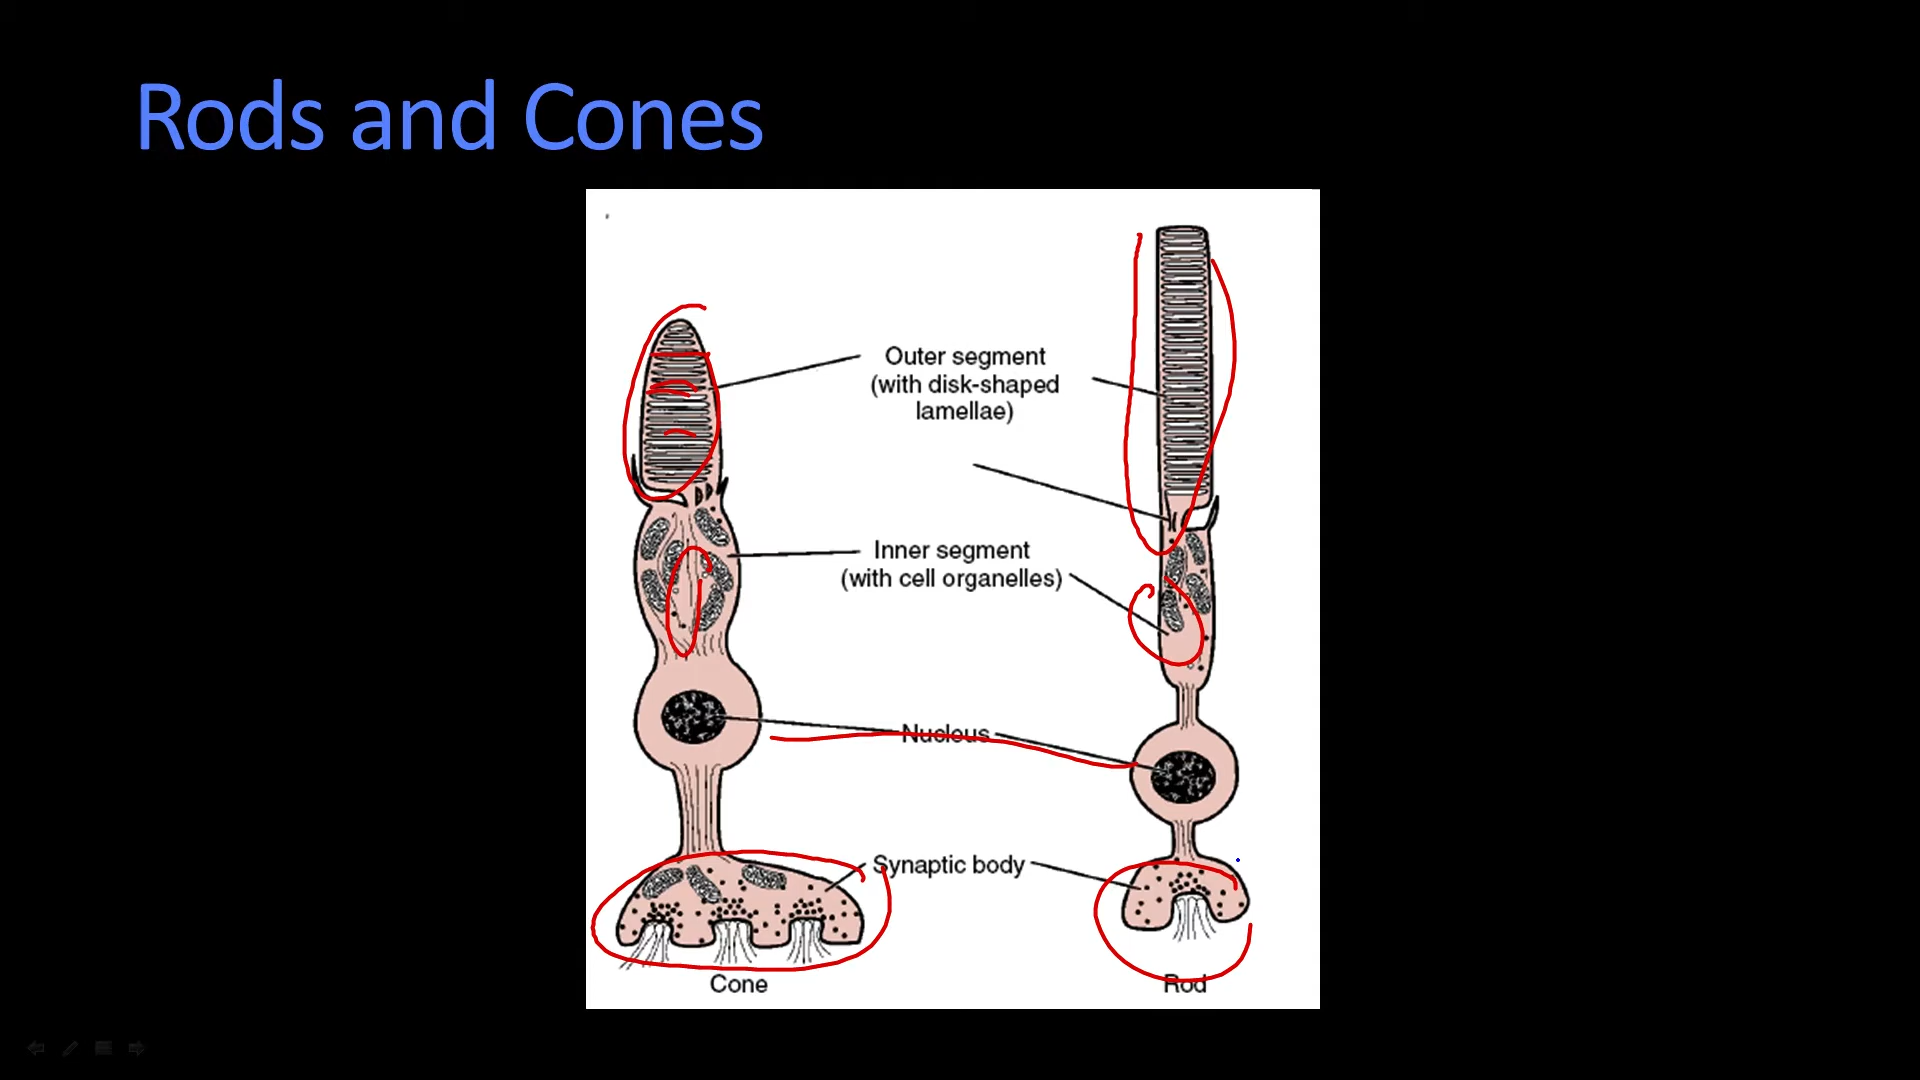 Rods and Cones
Outer segment
(with disk-shaped
lamellae)
Inner segment
(with cell organelles)
Nucleus
Synaptic body
Cone
Rod